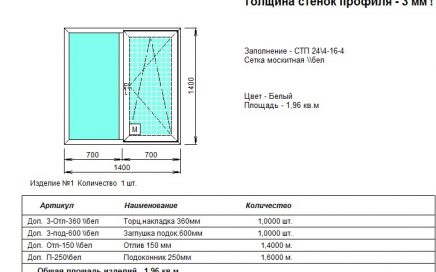 Толщина стенок профиля - 3 мм !
Заполнение - СТП 24\4-16-4
Сетка москитная \\бел
Цвет - Белый
Площадь - 1,96 кв.м
1400
М
700 700
1400
Изделие №1 Количество 1 шт.
Артикул Наименование Количество
Доп. 3-Отл-360 \\бел Торц.накладка 360мм 1,0000 шт.
Доп. 3-под-600 \\бел Заглушка подок.600мм 1,0000 шт.
Доп. Отл-150 \\бел Отлив 150 мм 1,4000 м.
Доп. П-250\бел Подоконник 250мм 1,6000 м.
Общая площадь изделий 1,96 кв.м